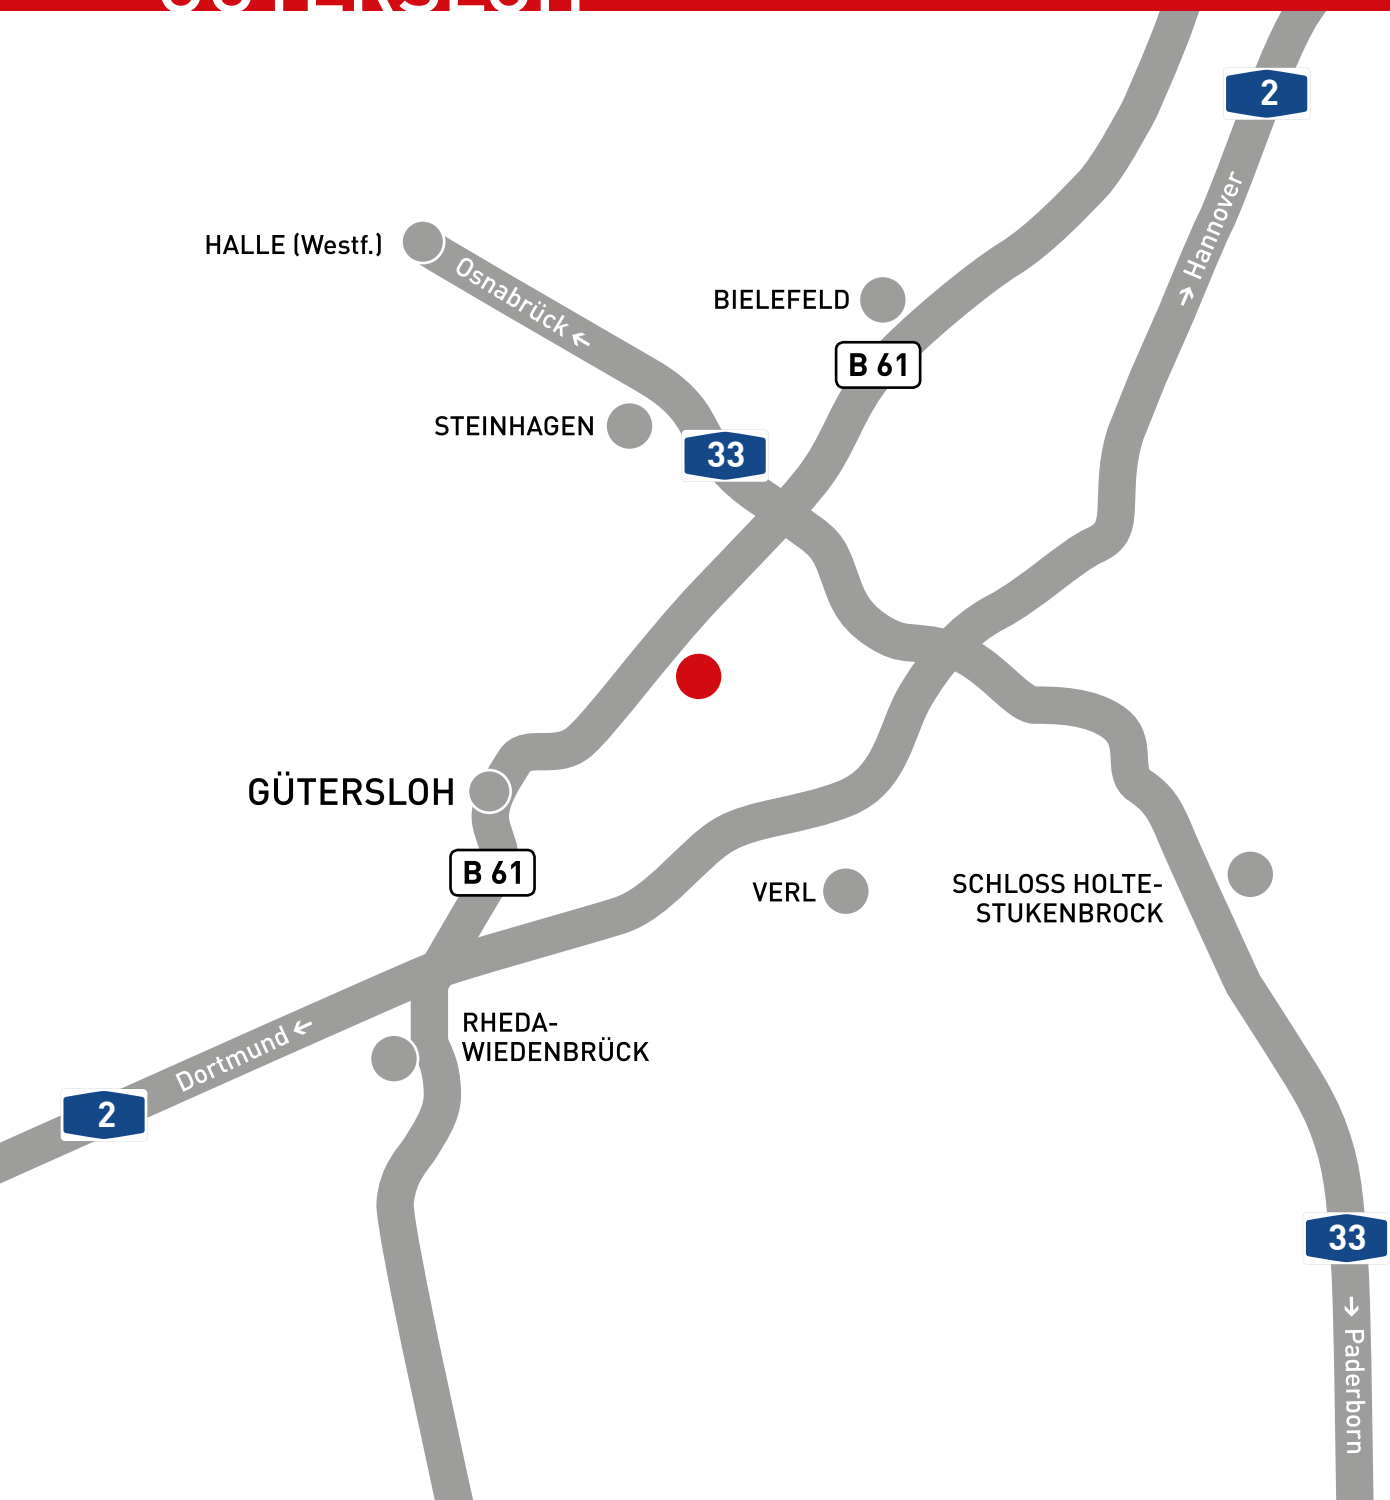 GÜTERSLOH
2
Hannover
HALLE (Westf.)
Osnabrück
BIELEFELD
B 61
STEINHAGEN
33
GÜTERSLOH
B 61
VERL
SCHLOSS HOLTE-
STUKENBROCK
RHEDA-
WIEDENBRÜCK
Dortmund
2
33
Paderborn